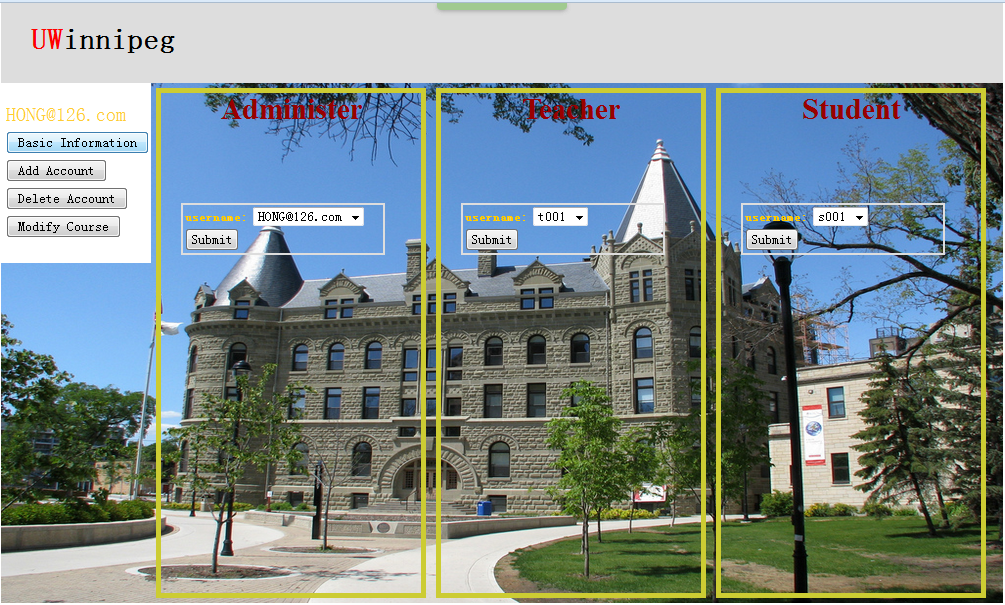 UWinnipeg
HONG@126.com
Basic Information
Add Account
Delete Account
Modify Course
Administer
username: HONG@126.com
Submit
Teacher
username: t001
Submit
Student
username: s001
Submit